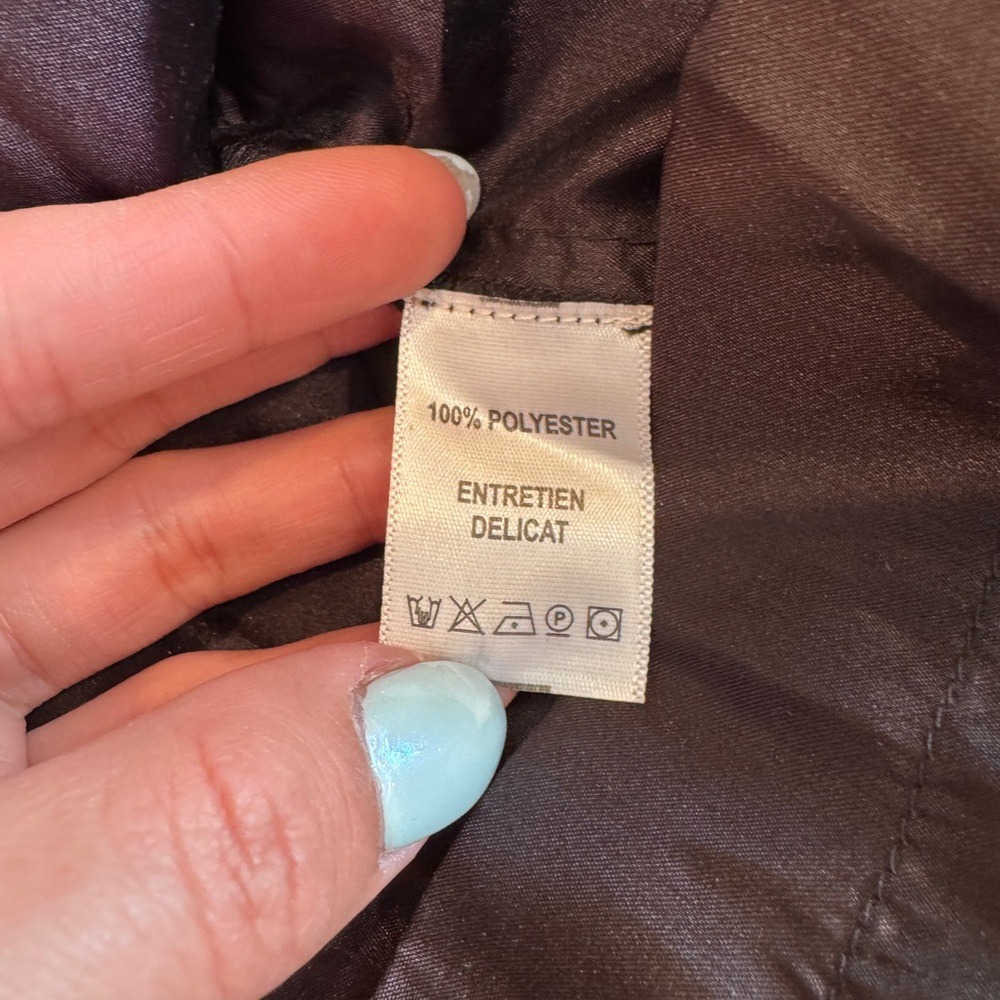 100% POLYESTER
ENTRETIEN
DELICAT
P